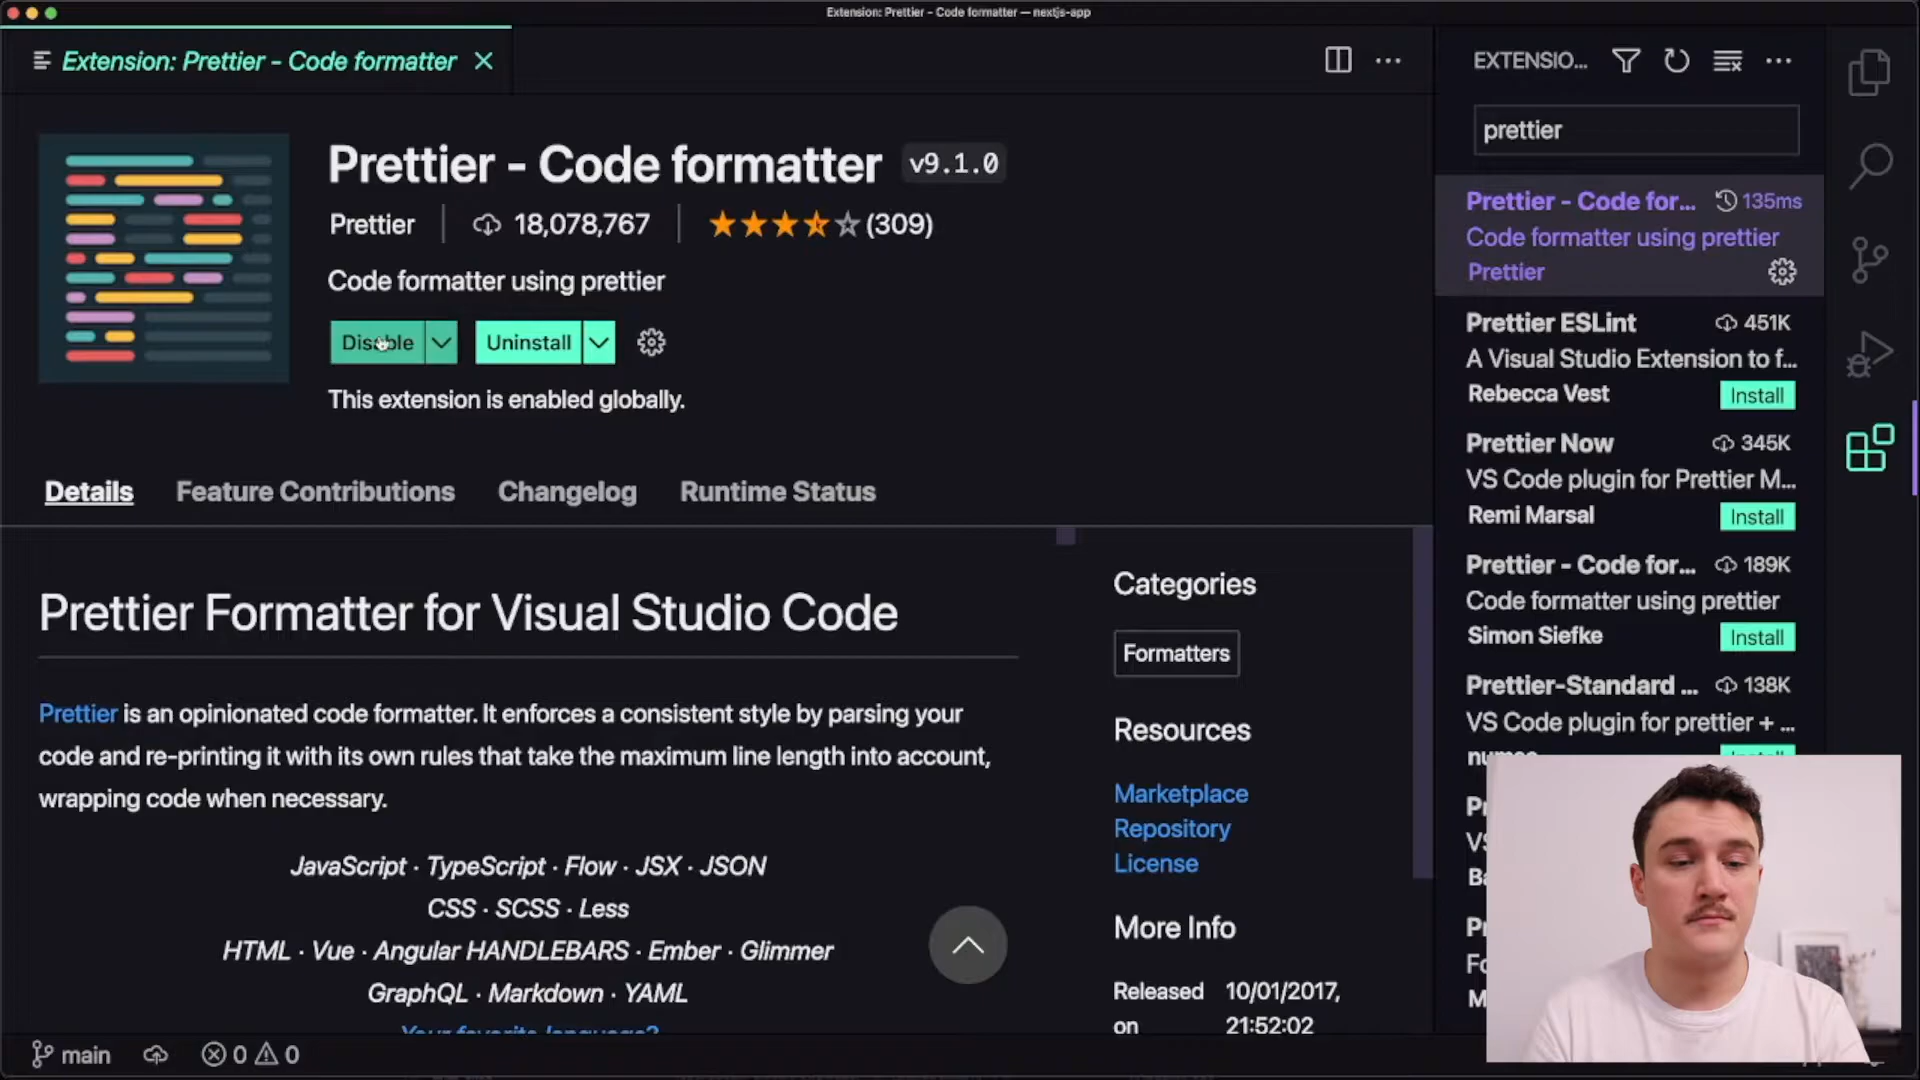 Extension: Prettier - Code formatter — nextjs-app
Extension: Prettier - Code formatter
Prettier - Code formatter v9.1.0
Prettier 18,078,767 (309)
Code formatter using prettier
Disable Uninstall
This extension is enabled globally.
Details Feature Contributions Changelog Runtime Status
Prettier Formatter for Visual Studio Code
Prettier is an opinionated code formatter. It enforces a consistent style by parsing your
code and re-printing it with its own rules that take the maximum line length into account,
wrapping code when necessary.
JavaScript · TypeScript · Flow · JSX · JSON
CSS · SCSS · Less
HTML · Vue · Angular HANDLEBARS · Ember · Glimmer
GraphQL · Markdown · YAML
Your favorite language?
Categories
Formatters
Resources
Marketplace
Repository
License
More Info
Released 10/01/2017,
on 21:52:02
EXTENSIO...
prettier
Prettier - Code for... 135ms
Code formatter using prettier
Prettier
Prettier ESLint 451K
A Visual Studio Extension to f...
Rebecca Vest Install
Prettier Now 345K
VS Code plugin for Prettier M...
Remi Marsal Install
Prettier - Code for... 189K
Code formatter using prettier
Simon Siefke Install
Prettier-Standard ... 138K
VS Code plugin for prettier + ...
Install
main 0 0